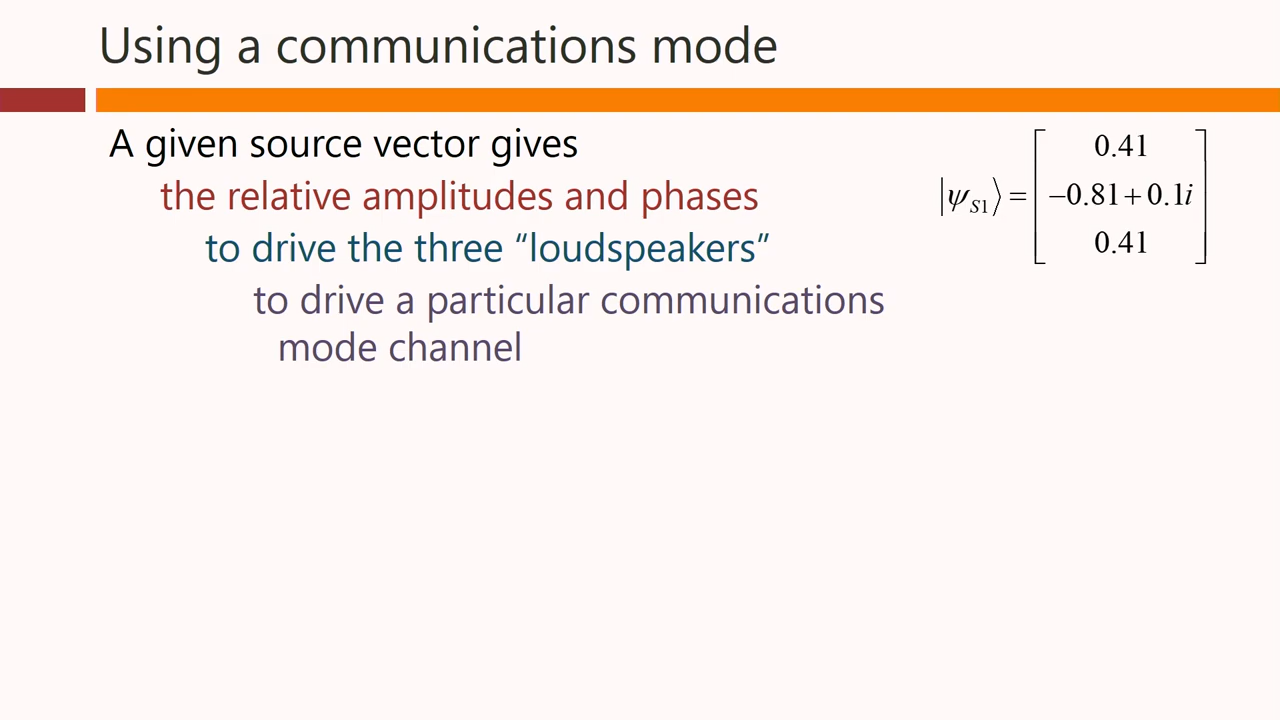 Using a communications mode
A given source vector gives
the relative amplitudes and phases
to drive the three “loudspeakers”
to drive a particular communications
mode channel
|ψS1⟩ = [ 0.41
−0.81 + 0.1i
0.41 ]